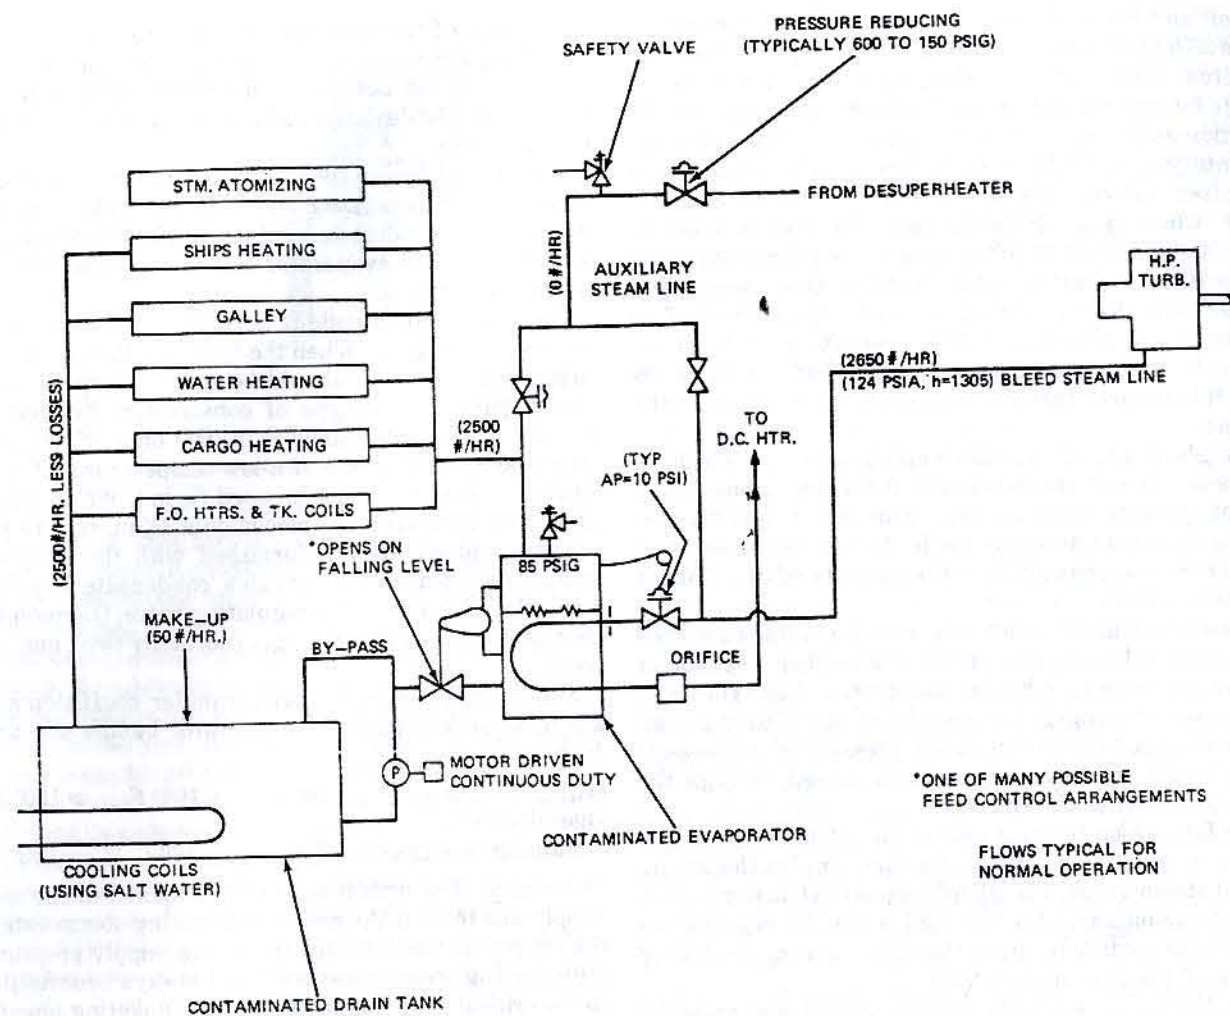 PRESSURE REDUCING
(TYPICALLY 600 TO 150 PSIG)
SAFETY VALVE
FROM DESUPERHEATER
STM. ATOMIZING
SHIPS HEATING
GALLEY
WATER HEATING
CARGO HEATING
F.O. HTRS. & TK. COILS
(2500#/HR. LESS LOSSES)
(0#/HR)
AUXILIARY
STEAM LINE
H.P.
TURB.
(2650#/HR)
(124 PSIA, h=1305) BLEED STEAM LINE
(2500
#/HR)
TO
D.C. HTR.
(TYP
AP=10 PSI)
*OPENS ON
FALLING LEVEL
85 PSIG
MAKE-UP
(50#/HR.)
BY-PASS
ORIFICE
P
MOTOR DRIVEN
CONTINUOUS DUTY
*ONE OF MANY POSSIBLE
FEED CONTROL ARRANGEMENTS
CONTAMINATED EVAPORATOR
FLOWS TYPICAL FOR
NORMAL OPERATION
COOLING COILS
(USING SALT WATER)
CONTAMINATED DRAIN TANK